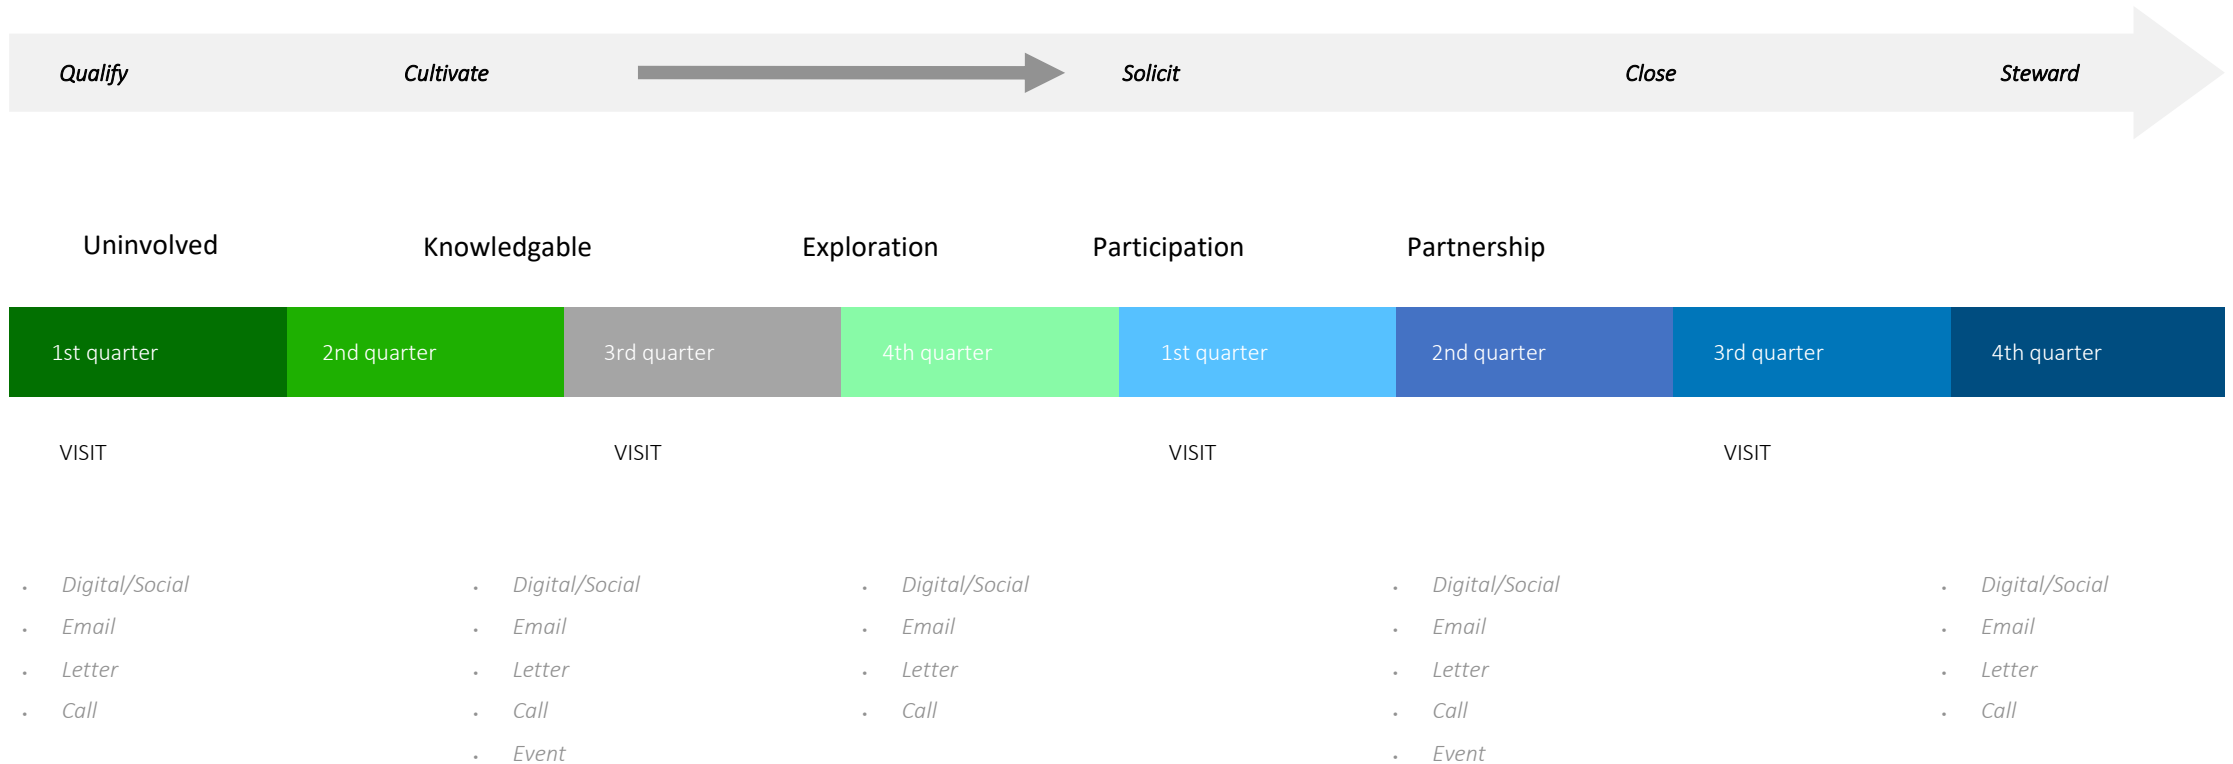 Qualify Cultivate Solicit Close Steward
Uninvolved Knowledgable Exploration Participation Partnership
1st quarter 2nd quarter 3rd quarter 4th quarter 1st quarter 2nd quarter 3rd quarter 4th quarter
VISIT VISIT VISIT VISIT
• Digital/Social • Digital/Social • Digital/Social • Digital/Social • Digital/Social
• Email • Email • Email • Email • Email
• Letter • Letter • Letter • Letter • Letter
• Call • Call • Call • Call • Call
• Event • Event